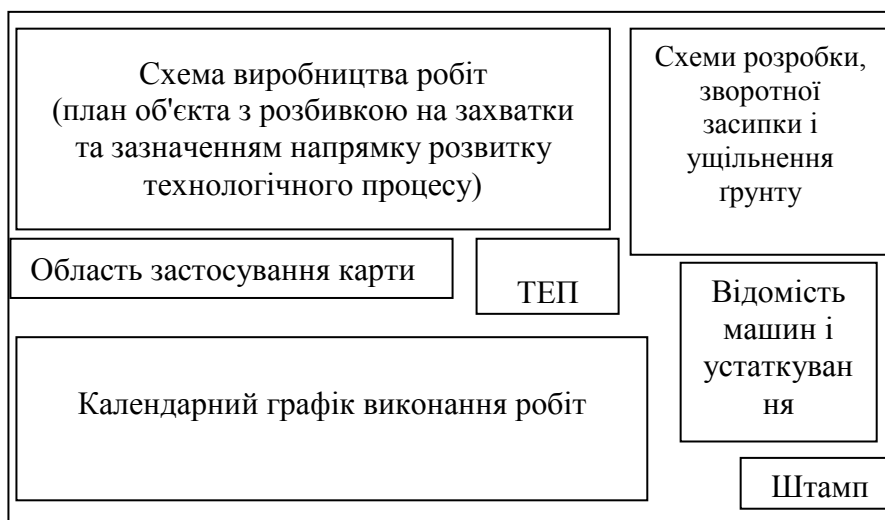 Схема виробництва робіт
(план об'єкта з розбивкою на захватки
та зазначенням напрямку розвитку
технологічного процесу)
Схеми розробки,
зворотної
засипки і
ущільнення
ґрунту
Область застосування карти
ТЕП
Відомість
машин і
устаткуван
ня
Календарний графік виконання робіт
Штамп